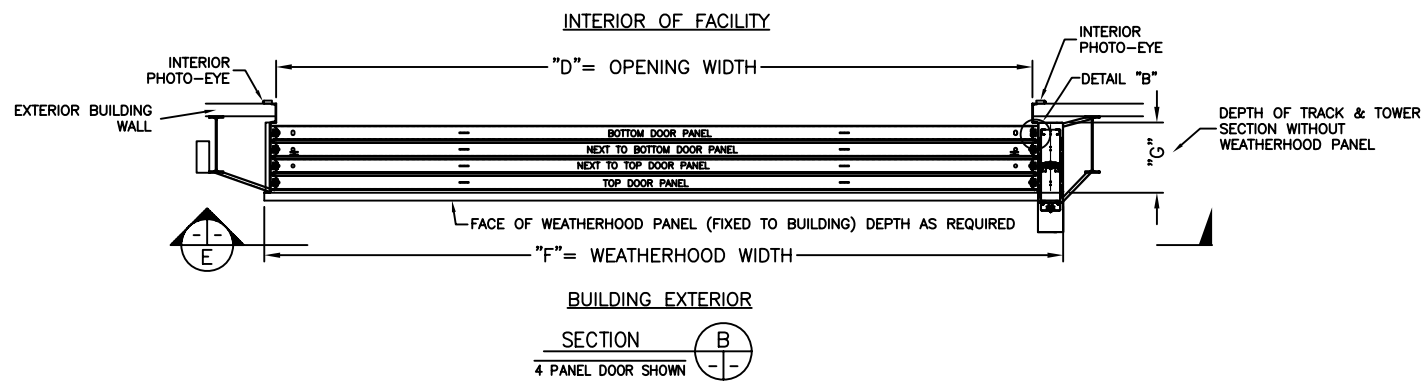 INTERIOR OF FACILITY
INTERIOR
PHOTO-EYE
"D"= OPENING WIDTH
INTERIOR
PHOTO-EYE
DETAIL "B"
EXTERIOR BUILDING
WALL
BOTTOM DOOR PANEL
NEXT TO BOTTOM DOOR PANEL
NEXT TO TOP DOOR PANEL
TOP DOOR PANEL
"G"
DEPTH OF TRACK & TOWER
SECTION WITHOUT
WEATHERHOOD PANEL
FACE OF WEATHERHOOD PANEL (FIXED TO BUILDING) DEPTH AS REQUIRED
E
"F"= WEATHERHOOD WIDTH
BUILDING EXTERIOR
SECTION
B
4 PANEL DOOR SHOWN